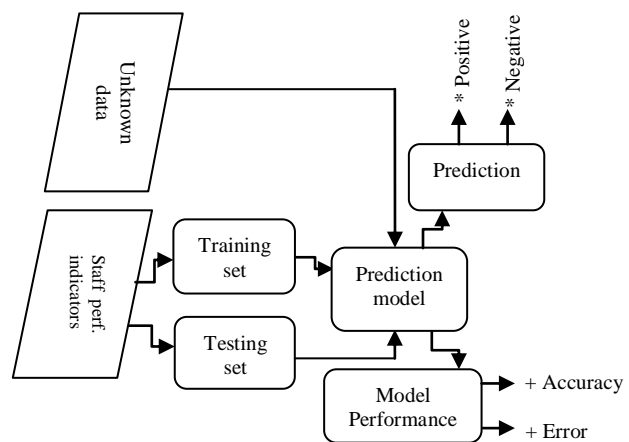 Unknown
data
* Positive
* Negative
Prediction
Staff perf.
indicators
Training
set
Prediction
model
Testing
set
Model
Performance
+ Accuracy
+ Error